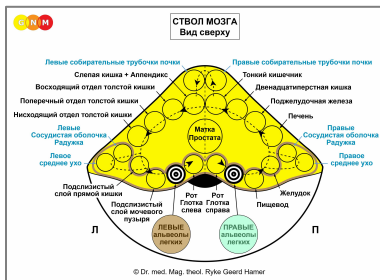 G N M
СТВОЛ МОЗГА
Вид сверху
Левые собирательные трубочки почки
Правые собирательные трубочки почки
Слепая кишка + Аппендикс
Тонкий кишечник
Восходящий отдел толстой кишки
Двенадцатиперстная кишка
Поперечный отдел толстой кишки
Поджелудочная железа
Нисходящий отдел толстой кишки
Печень
Левые
Сосудистая оболочка
Радужка
Матка
Простата
Правые
Сосудистая оболочка
Радужка
Левое
среднее ухо
Правое
среднее ухо
Подслизистый
слой прямой кишки
Подслизистый
слой мочевого
пузыря
Рот
Глотка
слева
Рот
Глотка
справа
Пищевод
Желудок
Л
П
ЛЕВЫЕ
альвеолы
легких
ПРАВЫЕ
альвеолы
легких
© Dr. med. Mag. theol. Ryke Geerd Hamer